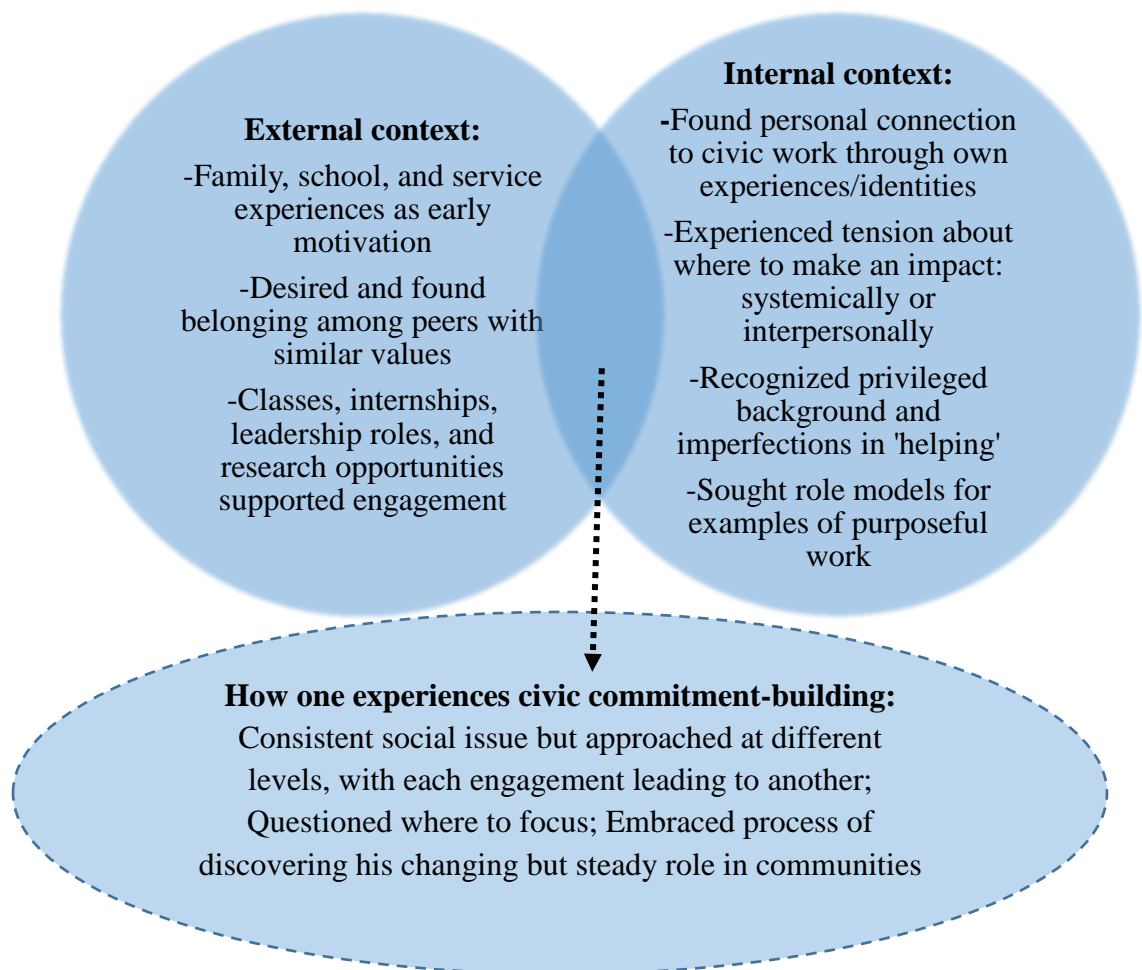 External context:
-Family, school, and service
experiences as early
motivation
-Desired and found
belonging among peers with
similar values
-Classes, internships,
leadership roles, and
research opportunities
supported engagement
Internal context:
-Found personal connection
to civic work through own
experiences/identities
-Experienced tension about
where to make an impact:
systemically or
interpersonally
-Recognized privileged
background and
imperfections in 'helping'
-Sought role models for
examples of purposeful
work
How one experiences civic commitment-building:
Consistent social issue but approached at different
levels, with each engagement leading to another;
Questioned where to focus; Embraced process of
discovering his changing but steady role in communities